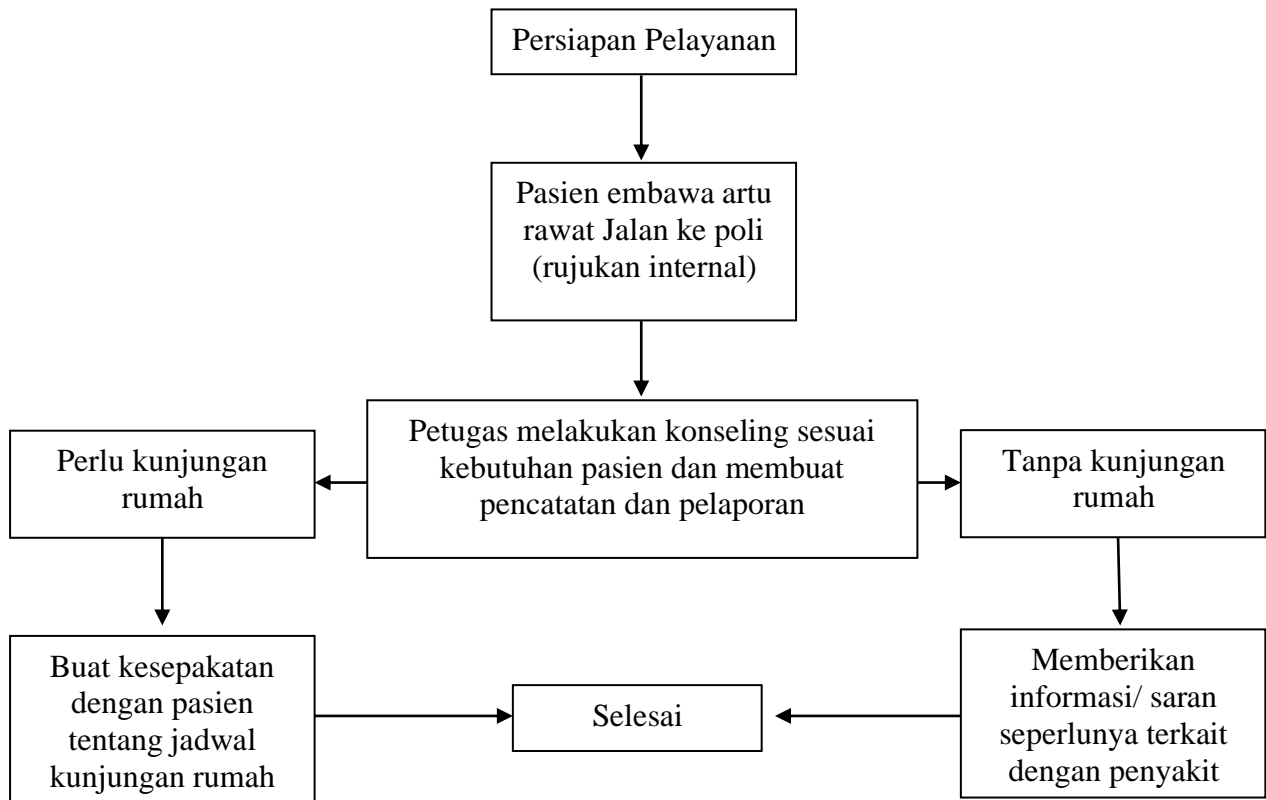 Persiapan Pelayanan
Pasien embawa artu
rawat Jalan ke poli
(rujukan internal)
Petugas melakukan konseling sesuai
kebutuhan pasien dan membuat
pencatatan dan pelaporan
Perlu kunjungan
rumah
Tanpa kunjungan
rumah
Buat kesepakatan
dengan pasien
tentang jadwal
kunjungan rumah
Selesai
Memberikan
informasi/ saran
seperlunya terkait
dengan penyakit